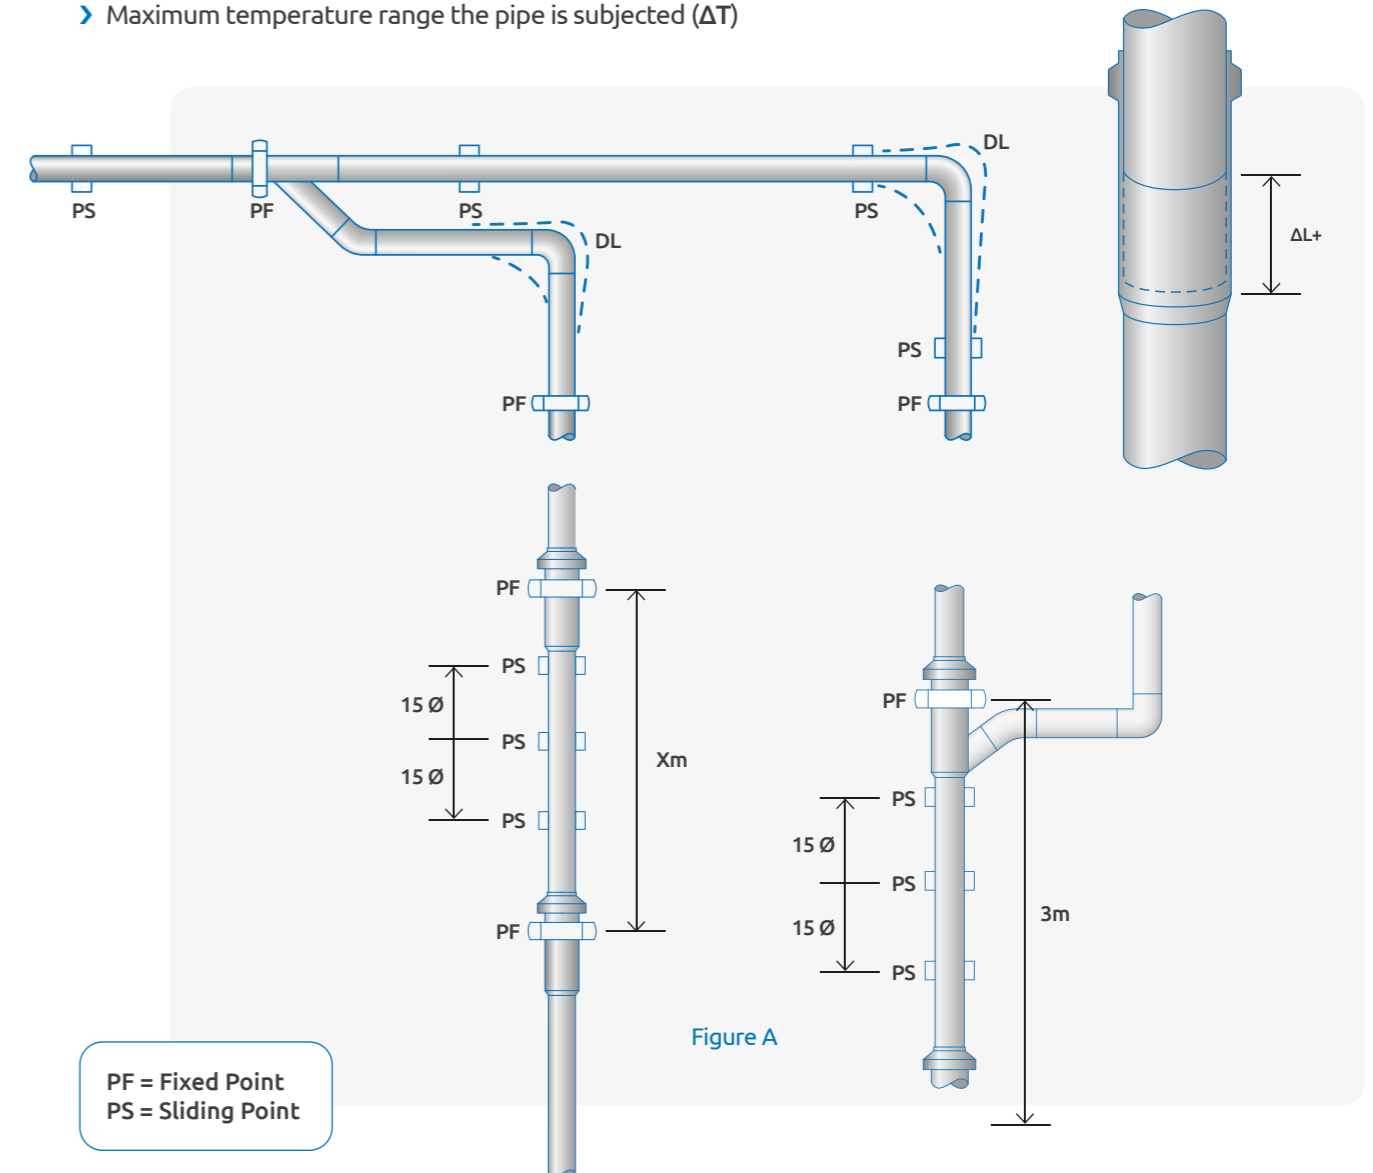 › Maximum temperature range the pipe is subjected (ΔT)
DL
PS
PF
PS
PS
DL
ΔL+
PS
PF
PF
PF
PS
15 Ø
PS
15 Ø
PS
Xm
PF
PF
PS
15 Ø
PS
15 Ø
PS
3m
Figure A
PF = Fixed Point
PS = Sliding Point